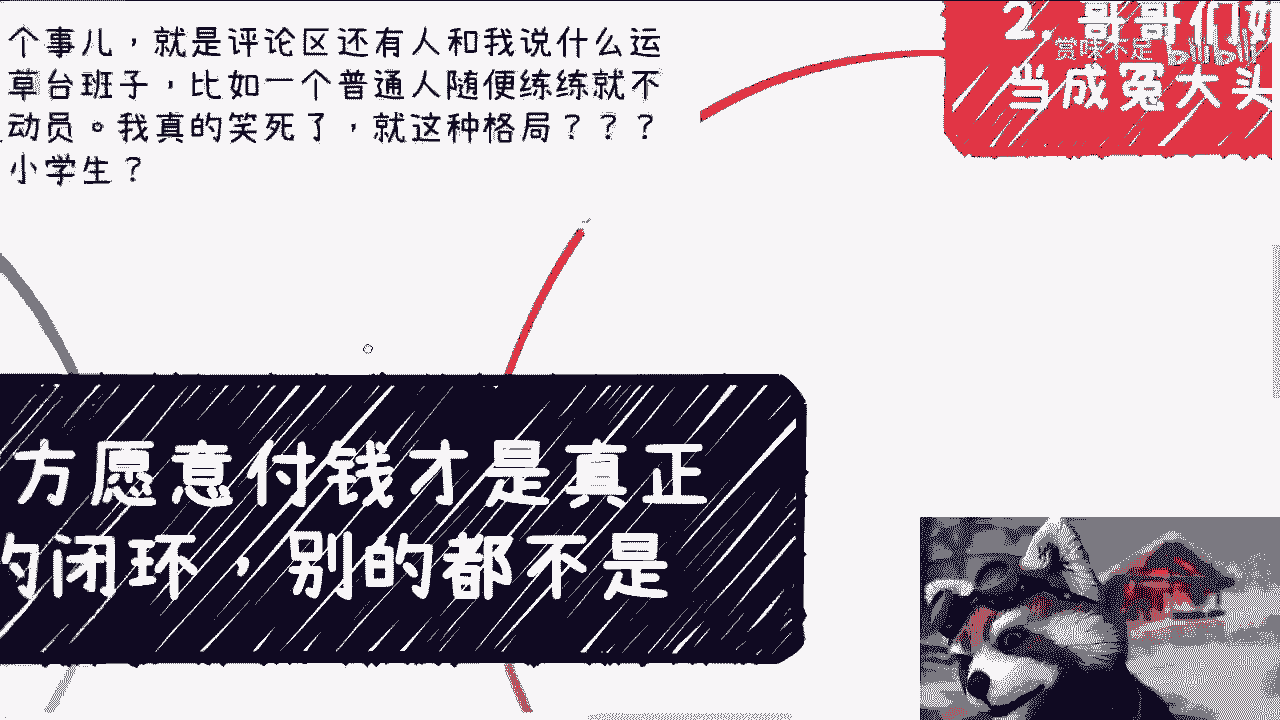 个事儿，就是评论区还有人和我说什么运
草台班子，比如一个普通人随便练练就不
动员。我真的笑死了，就这种格局？？？
小学生？
2. 哥哥们
赏味不足 bilibili
当成冤大头
方愿意付钱才是真正
的闭环，别的都不是